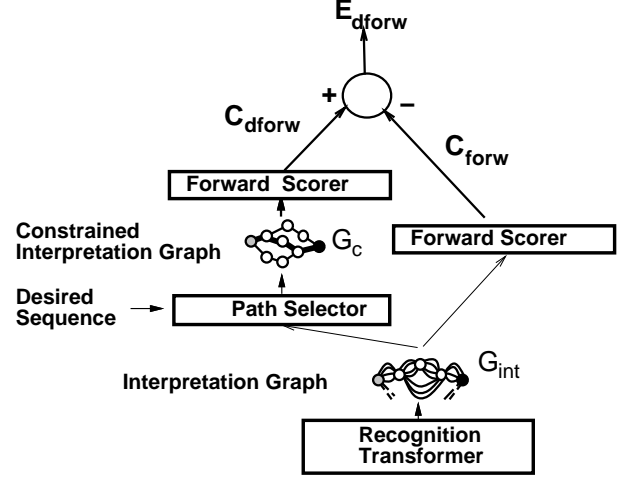 E_dforw
+ −
C_dforw
C_forw
Forward Scorer
Constrained
Interpretation Graph
G_c
Forward Scorer
Desired
Sequence
Path Selector
G_int
Interpretation Graph
Recognition
Transformer